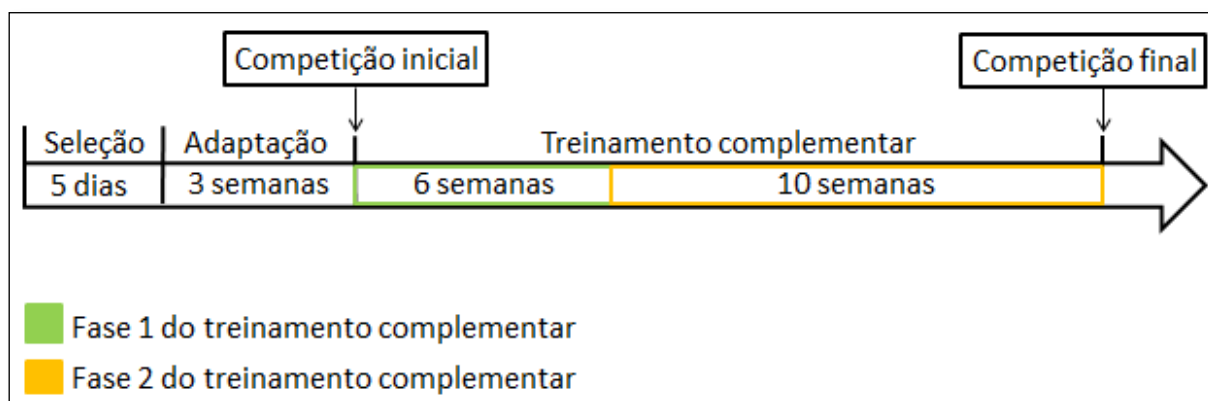 Competição inicial
Competição final
Seleção
Adaptação
Treinamento complementar
5 dias
3 semanas
6 semanas
10 semanas
Fase 1 do treinamento complementar
Fase 2 do treinamento complementar